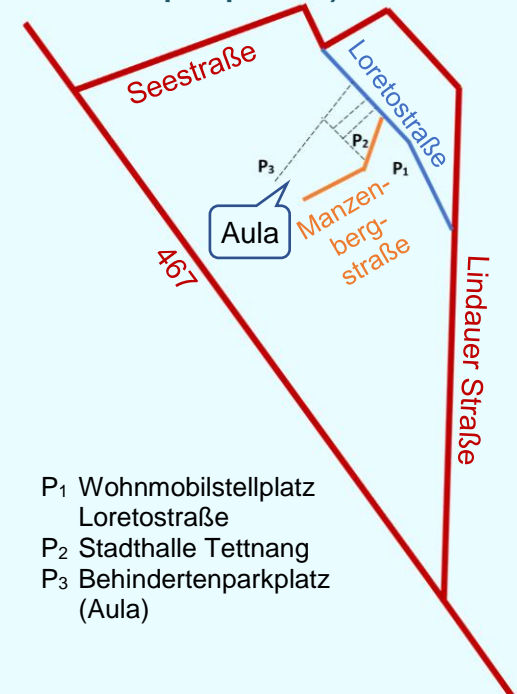 Seestraße
Loretostraße
P₂
P₁
P₃
Aula
Manzen-
berg-
straße
467
Lindauer Straße
P₁ Wohnmobilstellplatz
Loretostraße
P₂ Stadthalle Tettnang
P₃ Behindertenparkplatz
(Aula)